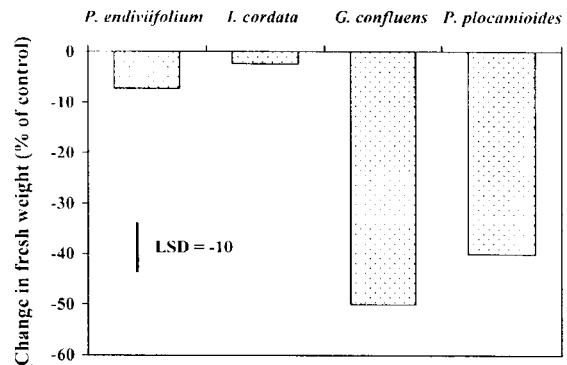 P. endiviifolium I. cordata G. confluens P. plocamioides
0
-10
-20
-30
-40
-50
-60
Change in fresh weight (% of control)
LSD = -10